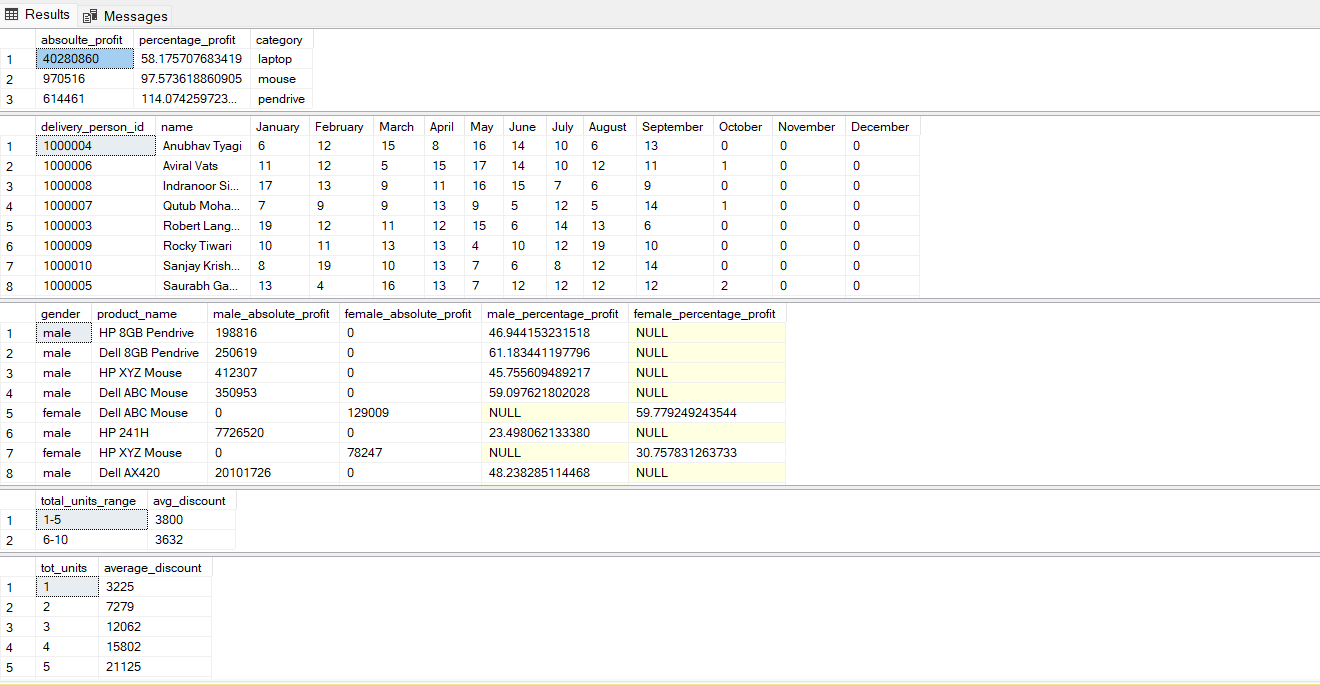 Results Messages
absoulte_profit percentage_profit category
1 40280860 58.175707683419 laptop
2 970516 97.573618860905 mouse
3 614461 114.074259723... pendrive
delivery_person_id name January February March April May June July August September October November December
1 1000004 Anubhav Tyagi 6 12 15 8 16 14 10 6 13 0 0 0
2 1000006 Aviral Vats 11 12 5 15 17 14 10 12 11 1 0 0
3 1000008 Indranoor Si... 17 13 9 11 16 15 7 6 9 0 0 0
4 1000007 Qutub Moha... 7 9 9 13 9 5 12 5 14 1 0 0
5 1000003 Robert Lang... 19 12 11 12 15 6 14 13 6 0 0 0
6 1000009 Rocky Tiwari 10 11 13 13 4 10 12 19 10 0 0 0
7 1000010 Sanjay Krish... 8 19 10 13 7 6 8 12 14 0 0 0
8 1000005 Saurabh Ga... 13 4 16 13 7 12 12 12 12 2 0 0
gender product_name male_absolute_profit female_absolute_profit male_percentage_profit female_percentage_profit
1 male HP 8GB Pendrive 198816 0 46.944153231518 NULL
2 male Dell 8GB Pendrive 250619 0 61.183441197796 NULL
3 male HP XYZ Mouse 412307 0 45.755609489217 NULL
4 male Dell ABC Mouse 350953 0 59.097621802028 NULL
5 female Dell ABC Mouse 0 129009 NULL 59.779249243544
6 male HP 241H 7726520 0 23.498062133380 NULL
7 female HP XYZ Mouse 0 78247 NULL 30.757831263733
8 male Dell AX420 20101726 0 48.238285114468 NULL
total_units_range avg_discount
1 1-5 3800
2 6-10 3632
tot_units average_discount
1 1 3225
2 2 7279
3 3 12062
4 4 15802
5 5 21125